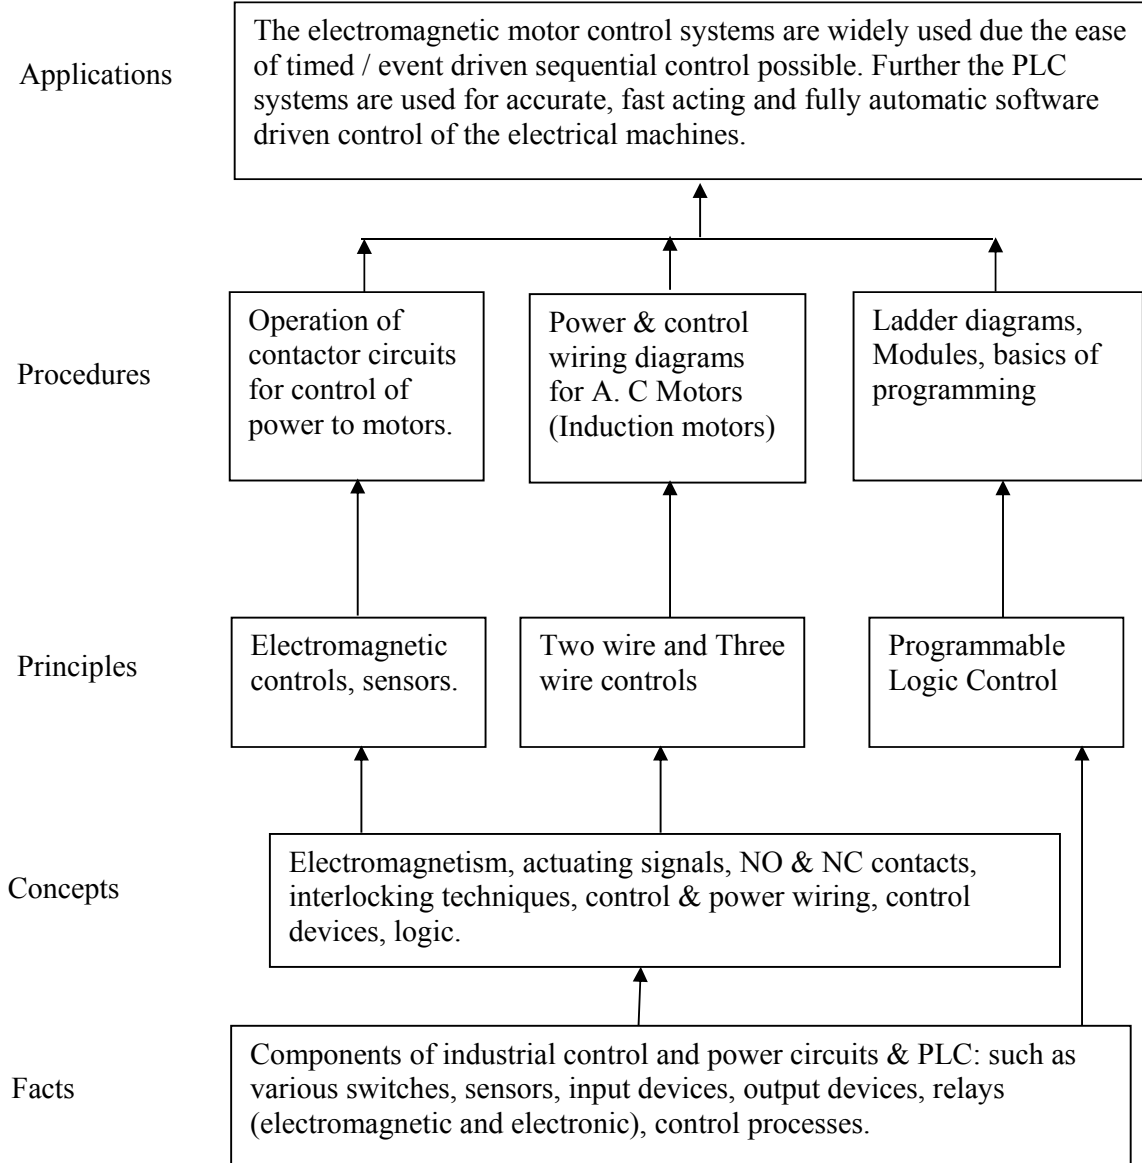 Applications
The electromagnetic motor control systems are widely used due the ease
of timed / event driven sequential control possible. Further the PLC
systems are used for accurate, fast acting and fully automatic software
driven control of the electrical machines.
Procedures
Operation of
contactor circuits
for control of
power to motors.
Power & control
wiring diagrams
for A. C Motors
(Induction motors)
Ladder diagrams,
Modules, basics of
programming
Principles
Electromagnetic
controls, sensors.
Two wire and Three
wire controls
Programmable
Logic Control
Concepts
Electromagnetism, actuating signals, NO & NC contacts,
interlocking techniques, control & power wiring, control
devices, logic.
Facts
Components of industrial control and power circuits & PLC: such as
various switches, sensors, input devices, output devices, relays
(electromagnetic and electronic), control processes.